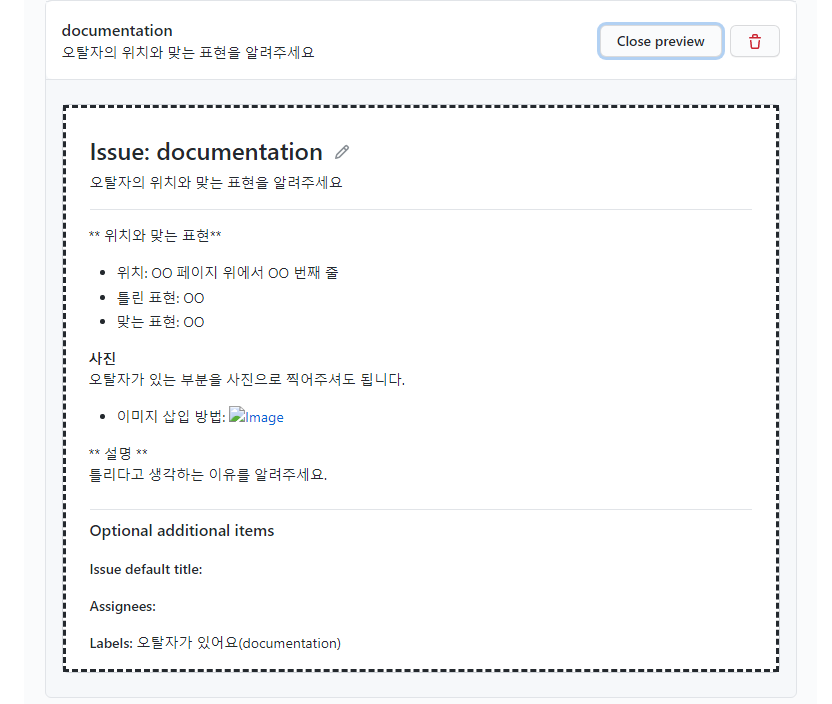 documentation
오탈자의 위치와 맞는 표현을 알려주세요
Close preview
Issue: documentation
오탈자의 위치와 맞는 표현을 알려주세요
** 위치와 맞는 표현**
• 위치: OO 페이지 위에서 OO 번째 줄
• 틀린 표현: OO
• 맞는 표현: OO
사진
오탈자가 있는 부분을 사진으로 찍어주셔도 됩니다.
• 이미지 삽입 방법: Image
** 설명 **
틀리다고 생각하는 이유를 알려주세요.
Optional additional items
Issue default title:
Assignees:
Labels: 오탈자가 있어요(documentation)